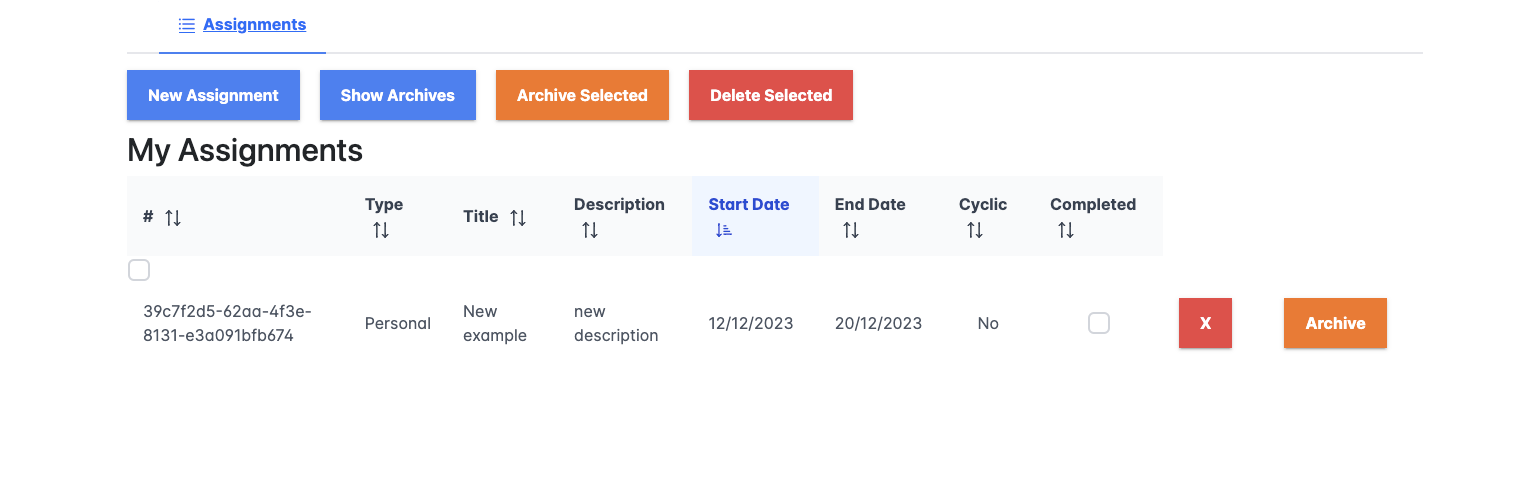 Assignments
New Assignment Show Archives Archive Selected Delete Selected
My Assignments
# Type Title Description Start Date End Date Cyclic Completed
39c7f2d5-62aa-4f3e-
8131-e3a091bfb674
Personal
New
example
new
description
12/12/2023
20/12/2023
No
X
Archive